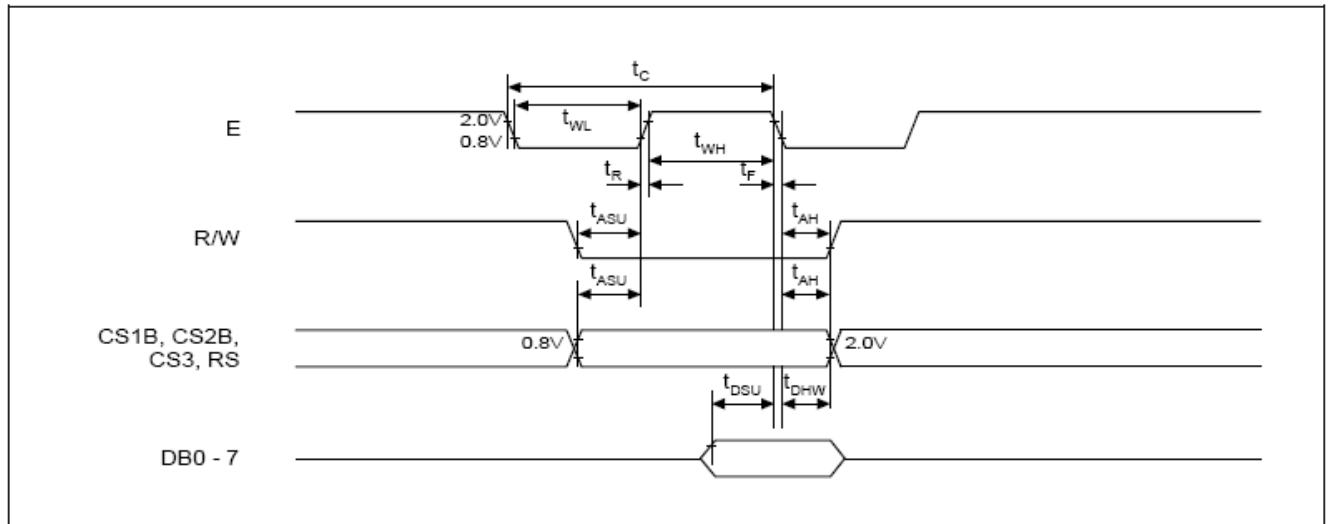 tC
E
2.0V
0.8V
tWL
tWH
tR
tF
tASU
tAH
R/W
tASU
tAH
CS1B, CS2B,
CS3, RS
0.8V
2.0V
tDSU
tDHW
DB0 - 7